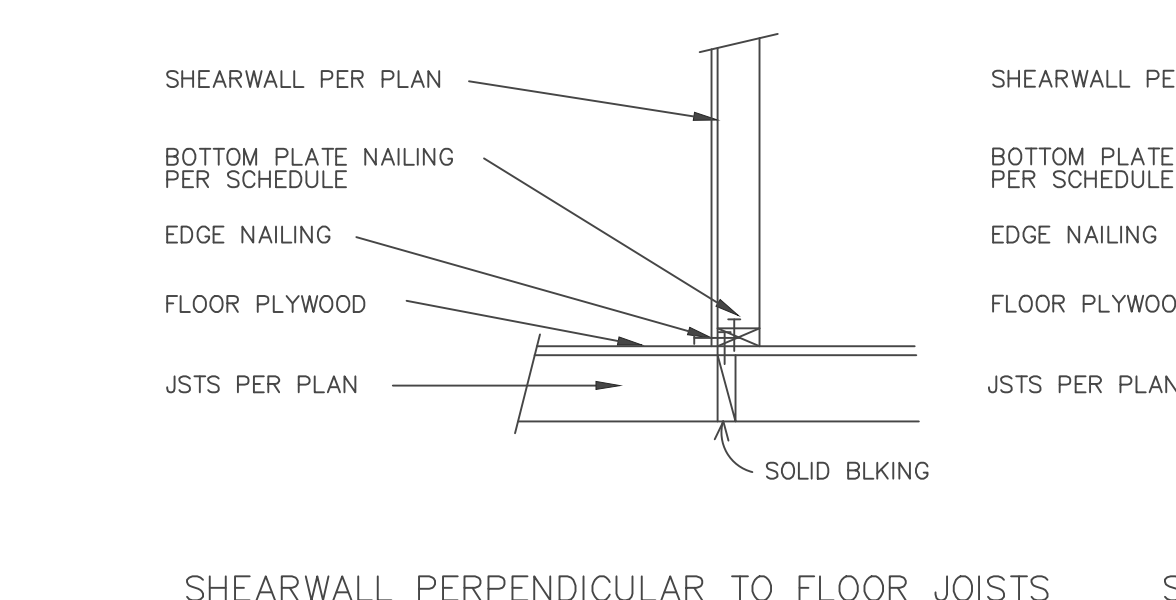 SHEARWALL PER PLAN
BOTTOM PLATE NAILING
PER SCHEDULE
EDGE NAILING
FLOOR PLYWOOD
JSTS PER PLAN
SOLID BLKING
SHEARWALL PERPENDICULAR TO FLOOR JOISTS
SHEARWALL PE
BOTTOM PLATE
PER SCHEDULE
EDGE NAILING
FLOOR PLYWOO
JSTS PER PLAN
S